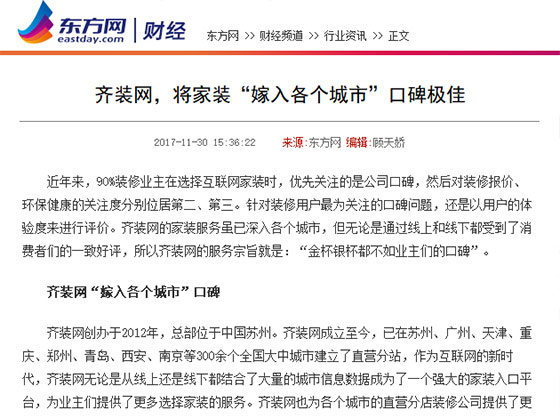 东方网 财经
eastday.com
东方网 >> 财经频道 >> 行业资讯 >> 正文
齐装网，将家装“嫁入各个城市”口碑极佳
2017-11-30 15:36:22 来源:东方网 编辑:顾天娇
近年来，90%装修业主在选择互联网家装时，优先关注的是公司口碑，然后对装修报价、
环保健康的关注度分别位居第二、第三。针对装修用户最为关注的口碑问题，还是以用户的体
验度来进行评价。齐装网的家装服务虽已深入各个城市，但无论是通过线上和线下都受到了消
费者们的一致好评，所以齐装网的服务宗旨就是：“金杯银杯都不如业主们的口碑”。
齐装网“嫁入各个城市”口碑
齐装网创办于2012年，总部位于中国苏州。齐装网成立至今，已在苏州、广州、天津、重
庆、郑州、青岛、西安、南京等300余个全国大中城市建立了直营分站，作为互联网的新时
代，齐装网无论是从线上还是线下都结合了大量的城市信息数据成为了一个强大的家装入口平
台，为业主们提供了更多选择家装的服务。齐装网也为各个城市的直营分店装修公司提供了更